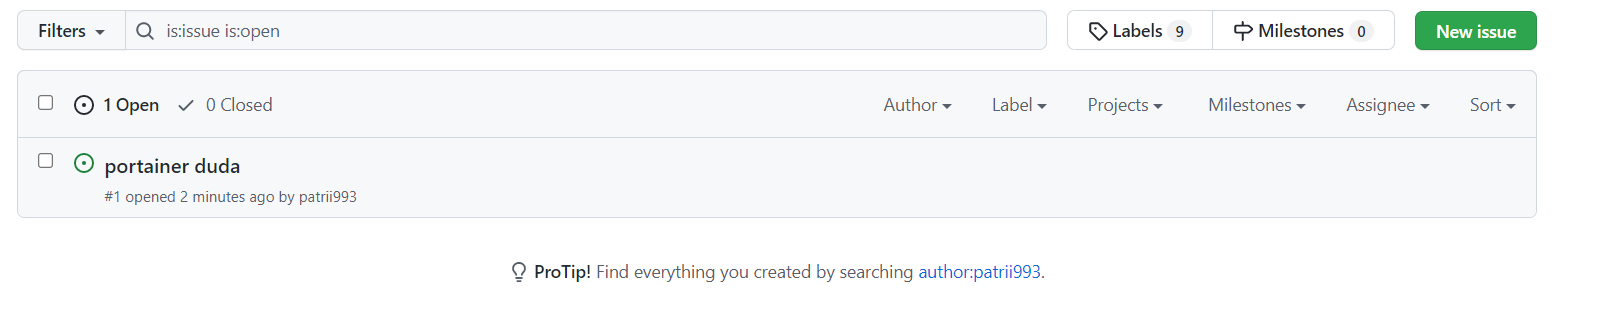 Filters is:issue is:open Labels 9 Milestones 0 New issue
1 Open 0 Closed Author Label Projects Milestones Assignee Sort
portainer duda
#1 opened 2 minutes ago by patrii993
ProTip! Find everything you created by searching author:patrii993.